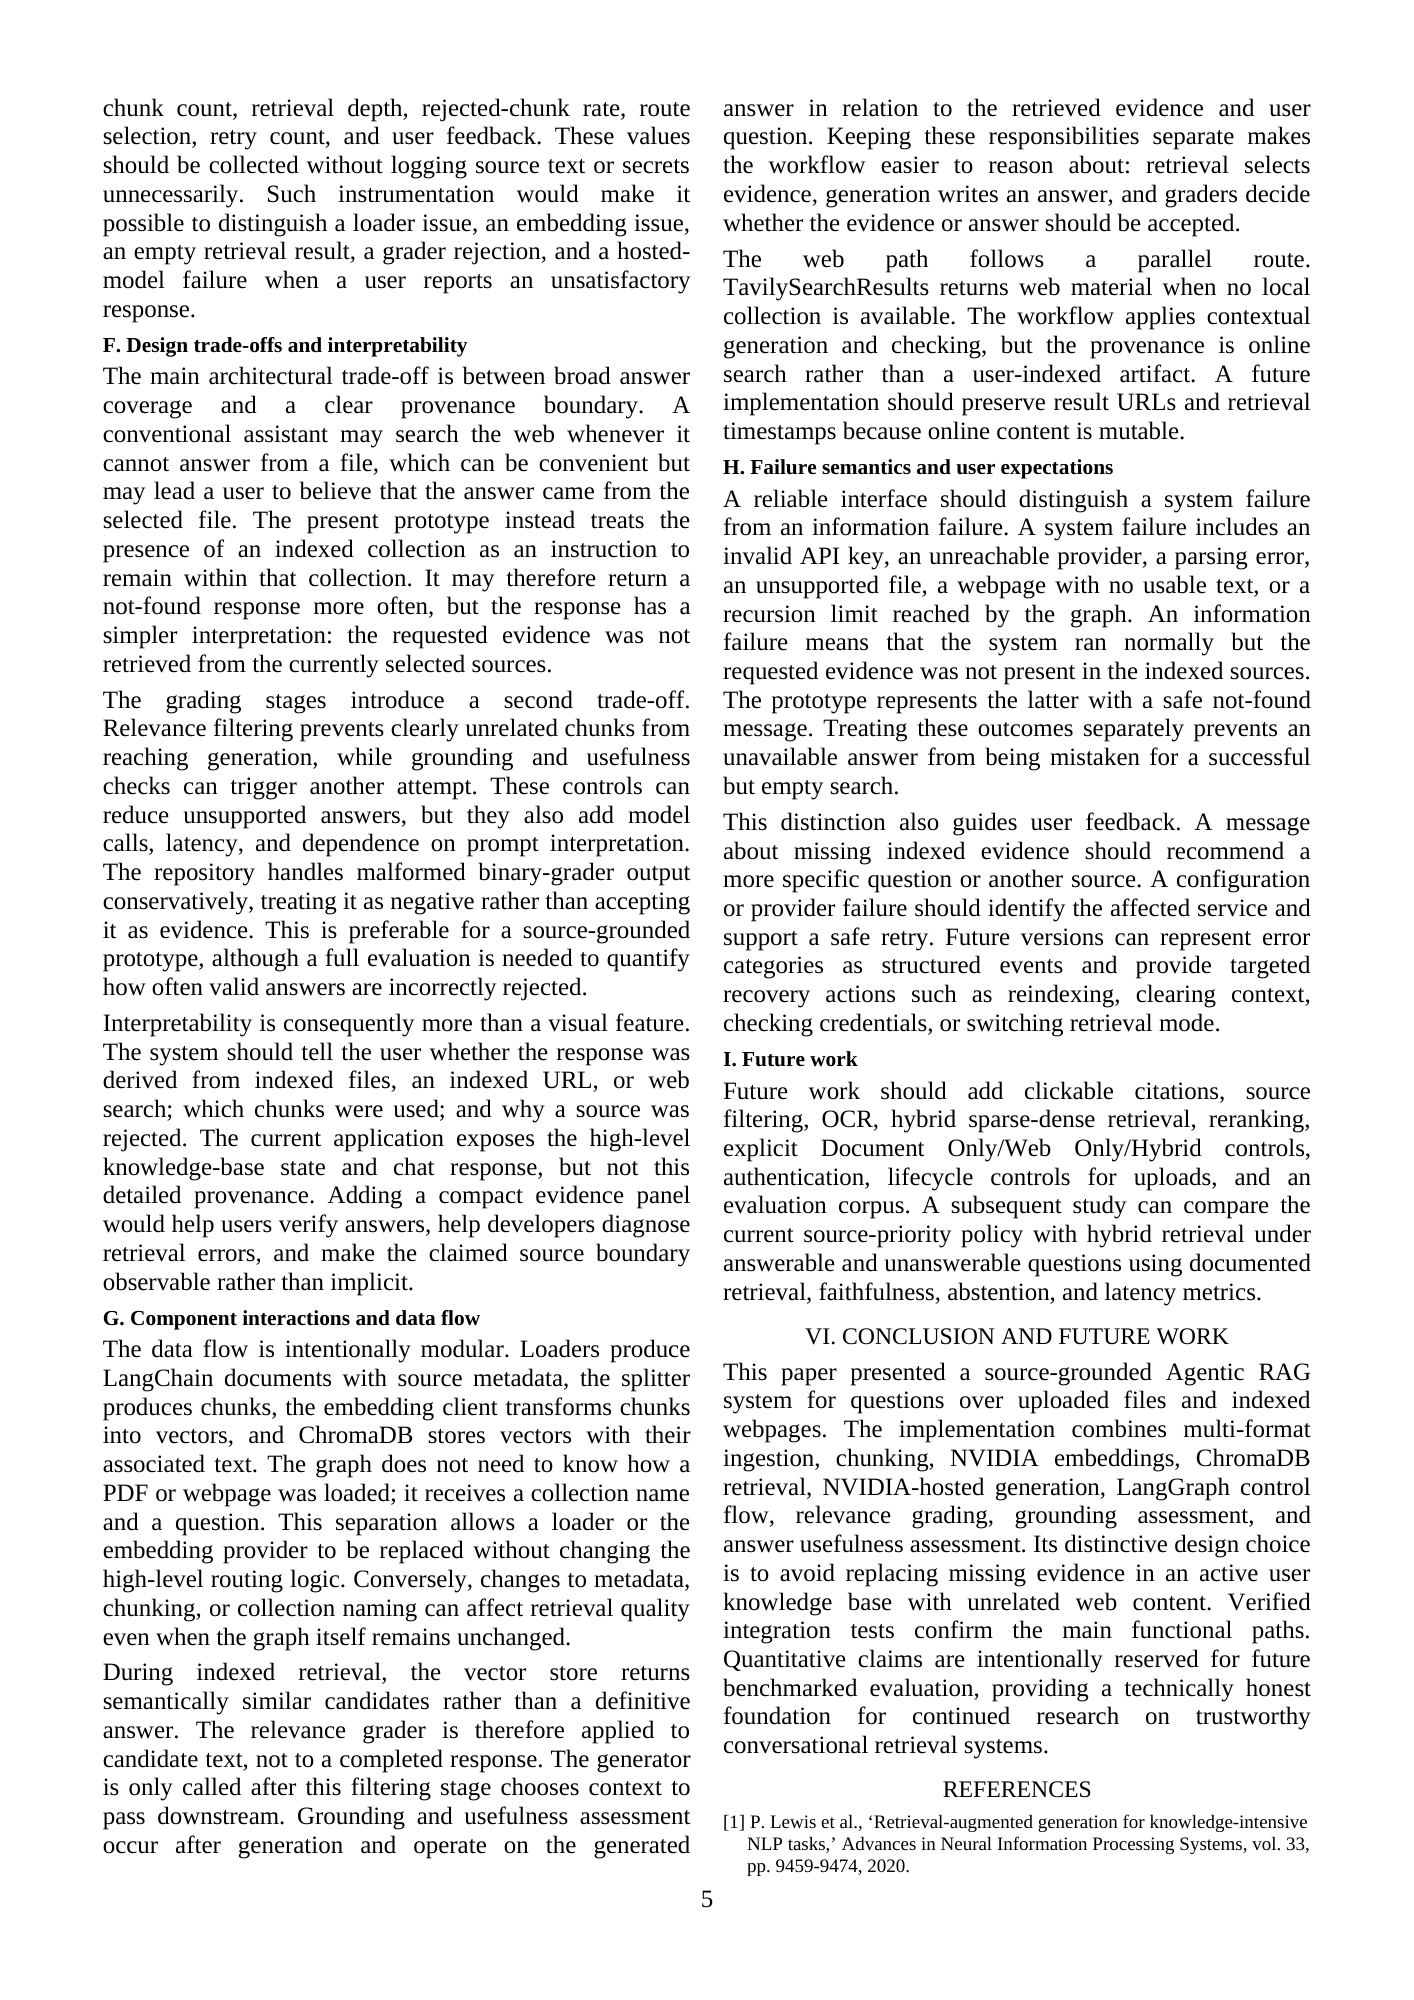 chunk count, retrieval depth, rejected-chunk rate, route
selection, retry count, and user feedback. These values
should be collected without logging source text or secrets
unnecessarily. Such instrumentation would make it
possible to distinguish a loader issue, an embedding issue,
an empty retrieval result, a grader rejection, and a hosted-
model failure when a user reports an unsatisfactory
response.
F. Design trade-offs and interpretability
The main architectural trade-off is between broad answer
coverage and a clear provenance boundary. A
conventional assistant may search the web whenever it
cannot answer from a file, which can be convenient but
may lead a user to believe that the answer came from the
selected file. The present prototype instead treats the
presence of an indexed collection as an instruction to
remain within that collection. It may therefore return a
not-found response more often, but the response has a
simpler interpretation: the requested evidence was not
retrieved from the currently selected sources.
The grading stages introduce a second trade-off.
Relevance filtering prevents clearly unrelated chunks from
reaching generation, while grounding and usefulness
checks can trigger another attempt. These controls can
reduce unsupported answers, but they also add model
calls, latency, and dependence on prompt interpretation.
The repository handles malformed binary-grader output
conservatively, treating it as negative rather than accepting
it as evidence. This is preferable for a source-grounded
prototype, although a full evaluation is needed to quantify
how often valid answers are incorrectly rejected.
Interpretability is consequently more than a visual feature.
The system should tell the user whether the response was
derived from indexed files, an indexed URL, or web
search; which chunks were used; and why a source was
rejected. The current application exposes the high-level
knowledge-base state and chat response, but not this
detailed provenance. Adding a compact evidence panel
would help users verify answers, help developers diagnose
retrieval errors, and make the claimed source boundary
observable rather than implicit.
G. Component interactions and data flow
The data flow is intentionally modular. Loaders produce
LangChain documents with source metadata, the splitter
produces chunks, the embedding client transforms chunks
into vectors, and ChromaDB stores vectors with their
associated text. The graph does not need to know how a
PDF or webpage was loaded; it receives a collection name
and a question. This separation allows a loader or the
embedding provider to be replaced without changing the
high-level routing logic. Conversely, changes to metadata,
chunking, or collection naming can affect retrieval quality
even when the graph itself remains unchanged.
During indexed retrieval, the vector store returns
semantically similar candidates rather than a definitive
answer. The relevance grader is therefore applied to
candidate text, not to a completed response. The generator
is only called after this filtering stage chooses context to
pass downstream. Grounding and usefulness assessment
occur after generation and operate on the generated
answer in relation to the retrieved evidence and user
question. Keeping these responsibilities separate makes
the workflow easier to reason about: retrieval selects
evidence, generation writes an answer, and graders decide
whether the evidence or answer should be accepted.
The web path follows a parallel route.
TavilySearchResults returns web material when no local
collection is available. The workflow applies contextual
generation and checking, but the provenance is online
search rather than a user-indexed artifact. A future
implementation should preserve result URLs and retrieval
timestamps because online content is mutable.
H. Failure semantics and user expectations
A reliable interface should distinguish a system failure
from an information failure. A system failure includes an
invalid API key, an unreachable provider, a parsing error,
an unsupported file, a webpage with no usable text, or a
recursion limit reached by the graph. An information
failure means that the system ran normally but the
requested evidence was not present in the indexed sources.
The prototype represents the latter with a safe not-found
message. Treating these outcomes separately prevents an
unavailable answer from being mistaken for a successful
but empty search.
This distinction also guides user feedback. A message
about missing indexed evidence should recommend a
more specific question or another source. A configuration
or provider failure should identify the affected service and
support a safe retry. Future versions can represent error
categories as structured events and provide targeted
recovery actions such as reindexing, clearing context,
checking credentials, or switching retrieval mode.
I. Future work
Future work should add clickable citations, source
filtering, OCR, hybrid sparse-dense retrieval, reranking,
explicit Document Only/Web Only/Hybrid controls,
authentication, lifecycle controls for uploads, and an
evaluation corpus. A subsequent study can compare the
current source-priority policy with hybrid retrieval under
answerable and unanswerable questions using documented
retrieval, faithfulness, abstention, and latency metrics.
VI. CONCLUSION AND FUTURE WORK
This paper presented a source-grounded Agentic RAG
system for questions over uploaded files and indexed
webpages. The implementation combines multi-format
ingestion, chunking, NVIDIA embeddings, ChromaDB
retrieval, NVIDIA-hosted generation, LangGraph control
flow, relevance grading, grounding assessment, and
answer usefulness assessment. Its distinctive design choice
is to avoid replacing missing evidence in an active user
knowledge base with unrelated web content. Verified
integration tests confirm the main functional paths.
Quantitative claims are intentionally reserved for future
benchmarked evaluation, providing a technically honest
foundation for continued research on trustworthy
conversational retrieval systems.
REFERENCES
[1] P. Lewis et al., ‘Retrieval-augmented generation for knowledge-intensive
NLP tasks,’ Advances in Neural Information Processing Systems, vol. 33,
pp. 9459-9474, 2020.
5